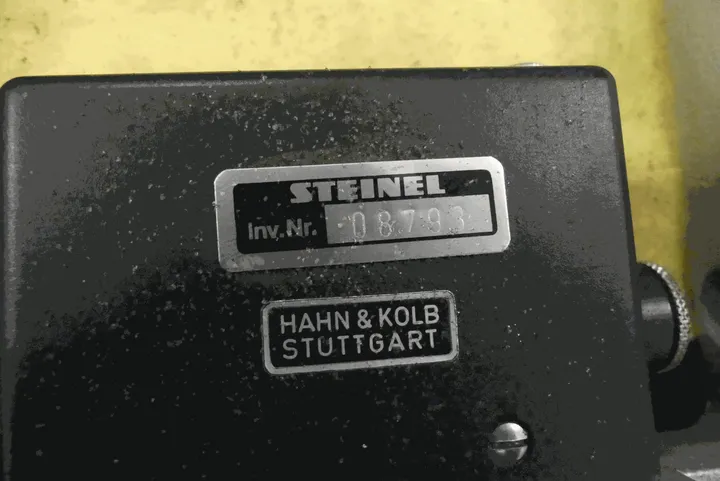 STEINEL
Inv.Nr. 08793
HAHN & KOLB
STUTTGART